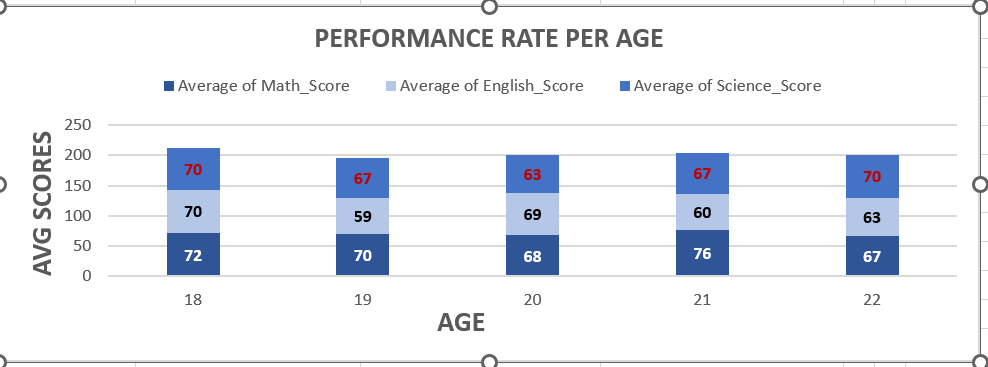 PERFORMANCE RATE PER AGE
Average of Math_Score Average of English_Score Average of Science_Score
AVG SCORES
250
200
150
100
50
0
70 67 63 67 70
70 59 69 60 63
72 70 68 76 67
18 19 20 21 22
AGE